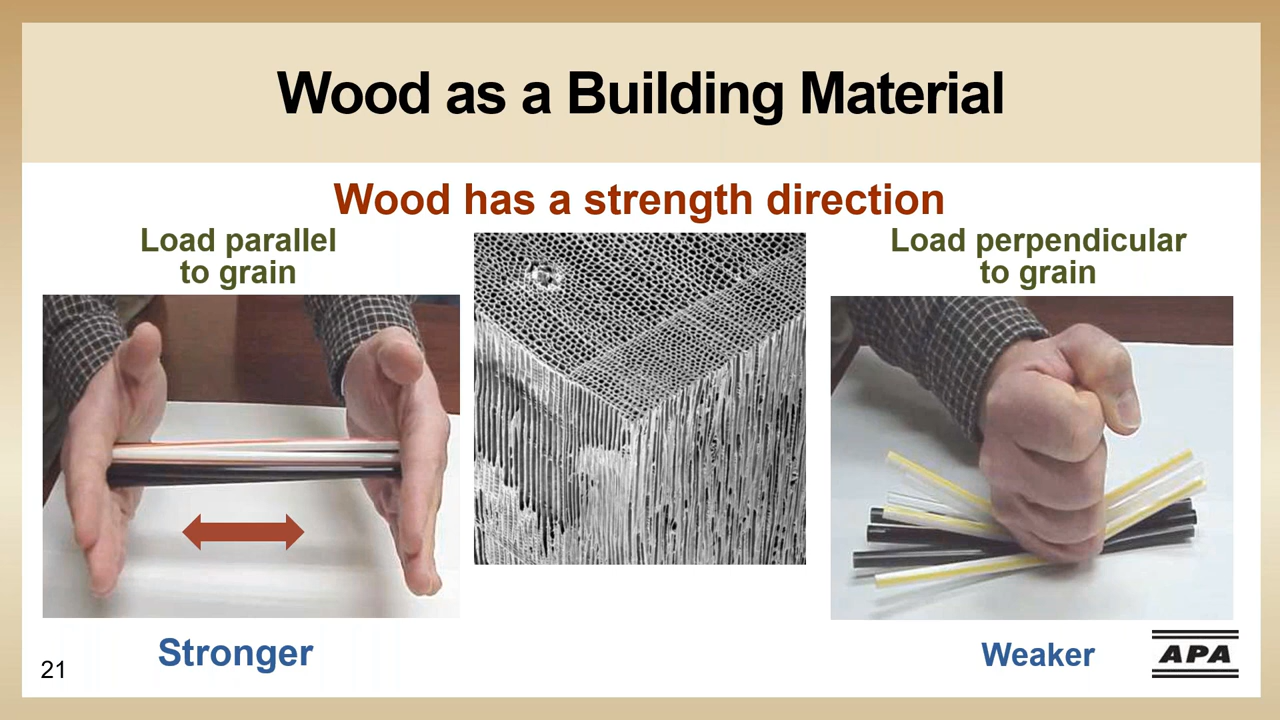 Wood as a Building Material
Wood has a strength direction
Load parallel
to grain
Load perpendicular
to grain
Stronger
Weaker
21
APA